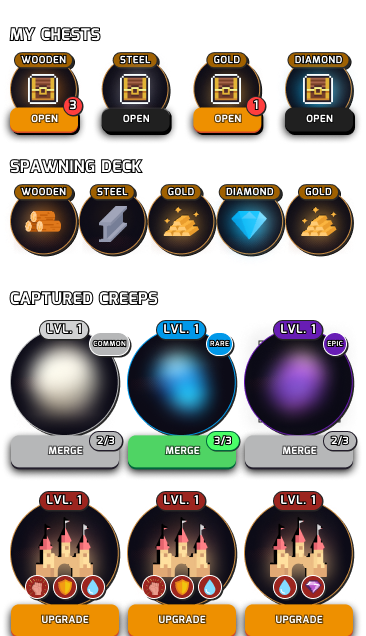 MY CHESTS
WOODEN STEEL GOLD DIAMOND
3 1
OPEN OPEN OPEN OPEN
SPAWNING DECK
WOODEN STEEL GOLD DIAMOND GOLD
CAPTURED CREEPS
LVL. 1 LVL. 1 LVL. 1
COMMON RARE EPIC
2/3 3/3 2/3
MERGE MERGE MERGE
LVL. 1 LVL. 1 LVL. 1
UPGRADE UPGRADE UPGRADE